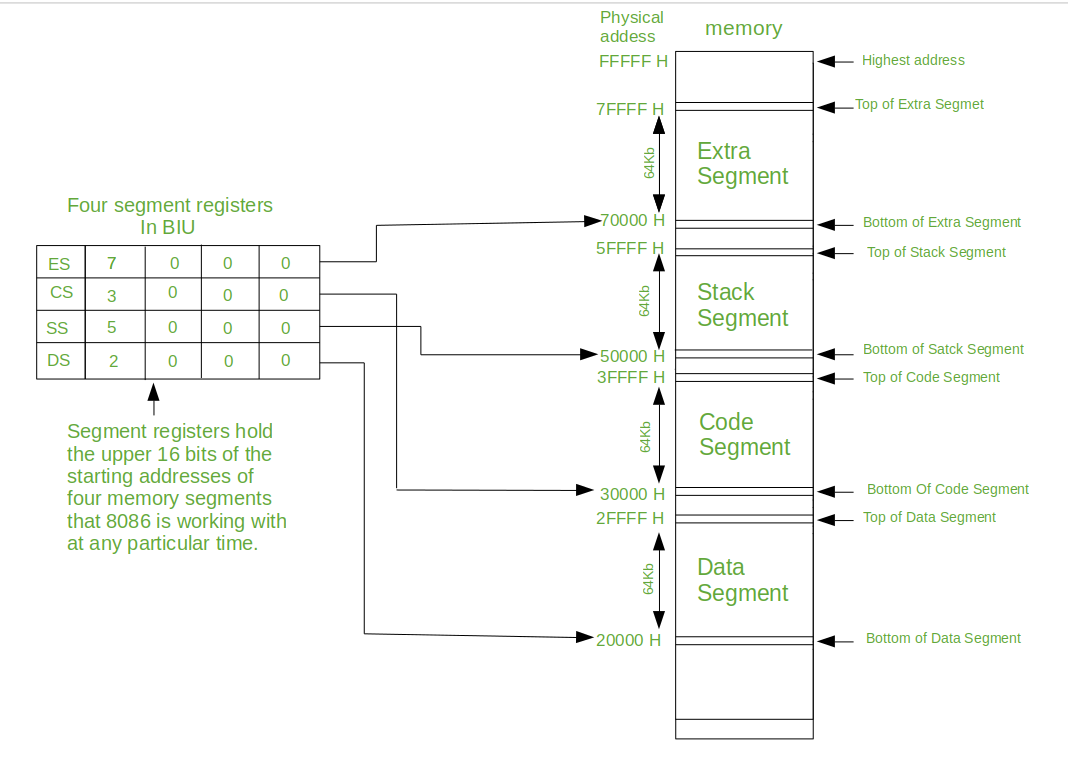 Physical
addess
memory
FFFFF H
Highest address
7FFFF H
Top of Extra Segmet
64Kb
Extra
Segment
70000 H
Bottom of Extra Segment
5FFFF H
Top of Stack Segment
64Kb
Stack
Segment
50000 H
Bottom of Satck Segment
3FFFF H
Top of Code Segment
64Kb
Code
Segment
30000 H
Bottom Of Code Segment
2FFFF H
Top of Data Segment
64Kb
Data
Segment
20000 H
Bottom of Data Segment
Four segment registers
In BIU
ES 7 0 0 0
CS 3 0 0 0
SS 5 0 0 0
DS 2 0 0 0
Segment registers hold
the upper 16 bits of the
starting addresses of
four memory segments
that 8086 is working with
at any particular time.